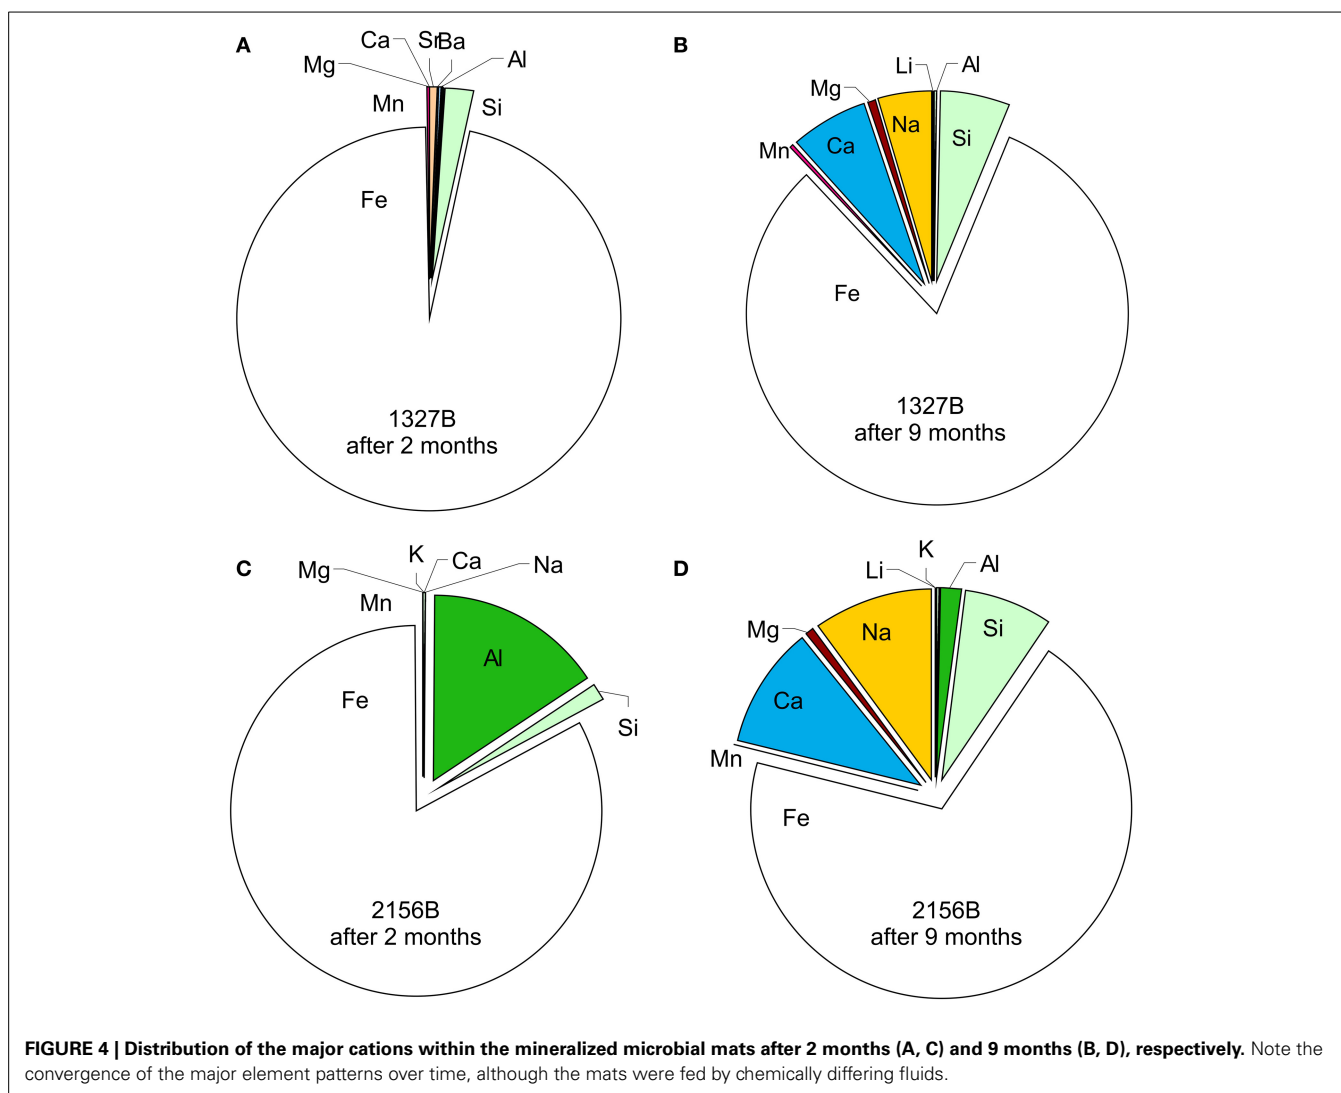 A
Ca
Sr
Ba
Al
Mg
Mn
Si
Fe
1327B
after 2 months
B
Li
Al
Mg
Na
Ca
Si
Mn
Fe
1327B
after 9 months
C
K
Ca
Na
Mg
Mn
Al
Fe
Si
2156B
after 2 months
D
K
Li
Al
Mg
Na
Si
Ca
Mn
Fe
2156B
after 9 months
FIGURE 4 | Distribution of the major cations within the mineralized microbial mats after 2 months (A, C) and 9 months (B, D), respectively. Note the
convergence of the major element patterns over time, although the mats were fed by chemically differing fluids.